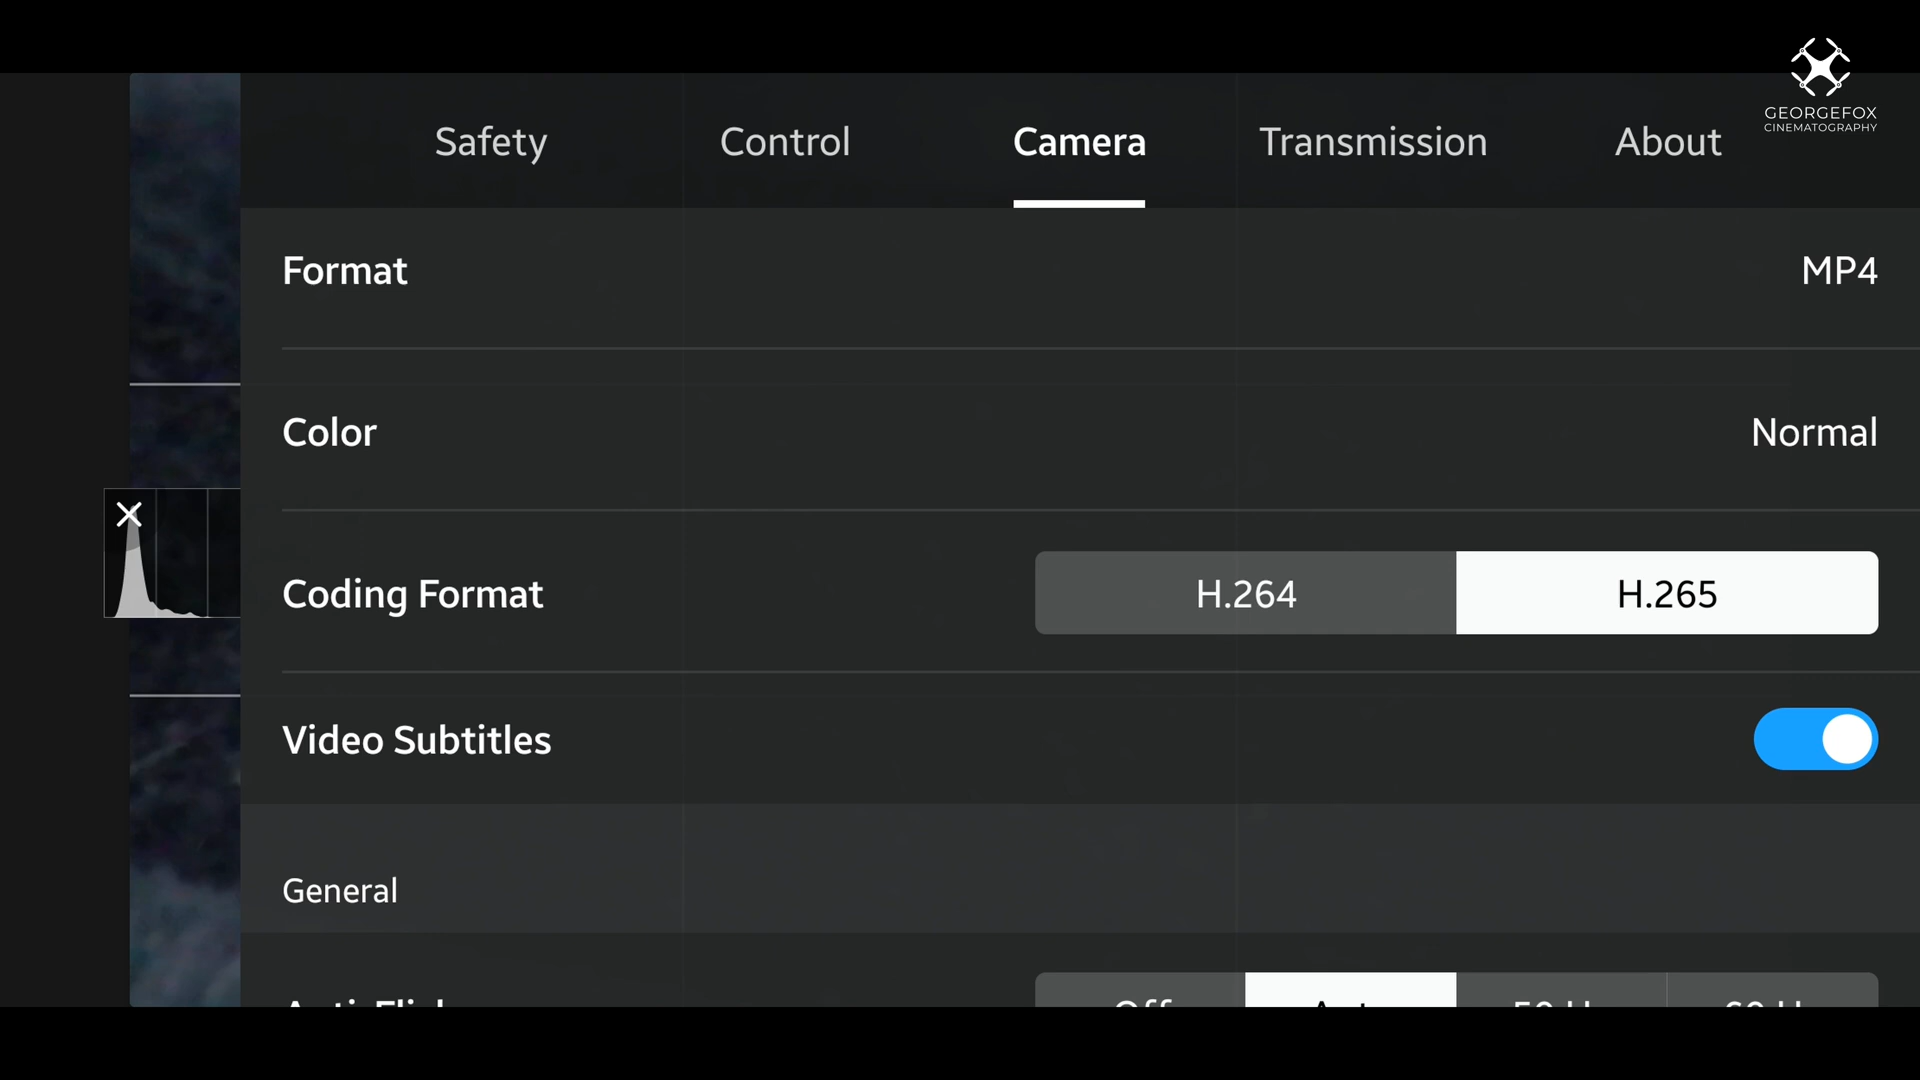 GEORGEFOX
CINEMATOGRAPHY
Safety Control Camera Transmission About
Format MP4
Color Normal
Coding Format H.264 H.265
Video Subtitles
General